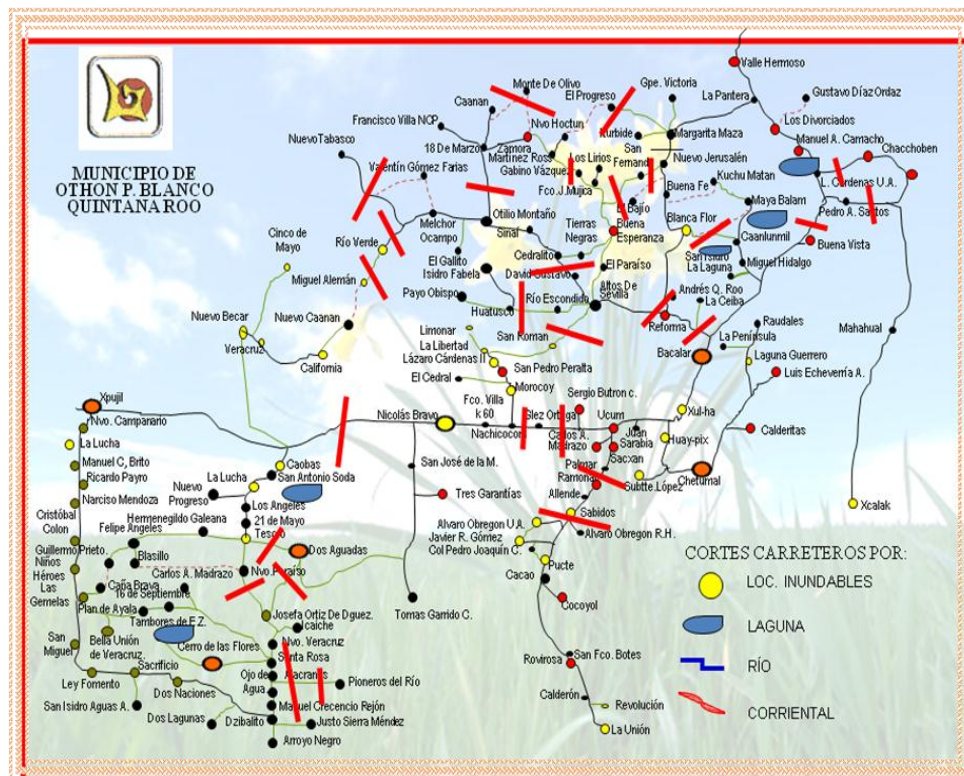 MUNICIPIO DE
OTHON P. BLANCO
QUINTANA ROO
Valle Hermoso
Monte De Olivo
Gpe. Victoria
El Progreso
La Pantera
Gustavo Díaz Ordaz
Caanan
Los Divorciados
Francisco Villa NCP
Nvo Hoctun
Margarita Maza
Manuel A. Camacho
Nuevo Tabasco
18 De Marzo
Zamora
Martínez Ross
Gabino Vázquez
Los Lirios
San
Fernand
Nuevo Jerusalén
Chacchoben
Valentín Gómez Farias
Fco. J.Mujica
Kuchu Matan
L. Cárdenas U.A.
El Bajío
Buena Fe
Maya Balam
Pedro A. Santos
Otilio Montaño
Melchor
Ocampo
Sinaí
Tierras
Negras
Buena
Esperanza
Blanca Flor
Caanlunmil
Buena Vista
Cinco de
Mayo
Río Verde
El Gallito
Cedralito
San Isidro
La Laguna
Miguel Hidalgo
Isidro Fabela
David Gustavo
El Paraíso
Miguel Alemán
Payo Obispo
Altos De
Sevilla
Andrés Q. Roo
La Ceiba
Río Escondido
Huatusco
Nuevo Caanan
Nuevo Becar
Veracruz
California
Limonar
La Libertad
San Roman
Reforma
Raudales
La Península
Mahahual
Lázaro Cárdenas II
Bacalar
Laguna Guerrero
El Cedral
San Pedro Peralta
Morocoy
Luis Echeverría A.
Xpujil
Fco. Villa
k 60
Sergio Butron c.
Nvo. Campanario
Nicolás Bravo
Nachicocom
Glez Ortega
Ucum
Xul-ha
Carlos A.
Madrazo
Juan
Sarabia
Calderitas
La Lucha
Huay-pix
Manuel C, Brito
Caobas
San José de la M.
Palmar
Sacxan
Ricardo Payro
La Lucha
San Antonio Soda
Ramonal
Chetumal
Narciso Mendoza
Nuevo
Progreso
Tres Garantías
Allende
Subtte.López
Xcalak
Cristóbal
Colon
Los Angeles
21 de Mayo
Sabidos
Hermenegildo Galeana
Felipe Angeles
Tesoro
Alvaro Obregon U.A.
Alvaro Obregon R.H.
Javier R. Gómez
Guillermo Prieto.
Blasillo
Dos Aguadas
Col Pedro Joaquín C.
Niños
Héroes
Las
Gemelas
Carlos A. Madrazo
Nvo. Paraíso
Pucte
Caña Brava
Cacao
16 de Septiembre
Plan de Ayala
Tambores de E.Z.
Josefa Ortiz De Dguez.
Tomas Garrido C.
Cocoyol
Icaiche
San
Miguel
Bella Unión
de Veracruz.
Cerro de las Flores
Nvo. Veracruz
Santa Rosa
Rovirosa
San Fco. Botes
Sacrificio
Ojo de
Agua
Pioneros del Río
Ley Fomento
Dos Naciones
Manuel Crecencio Rejón
Calderón
Revolución
San Isidro Aguas A.
Dos Lagunas
Dzibalito
Justo Sierra Méndez
La Unión
Arroyo Negro
CORTES CARRETEROS POR:
LOC. INUNDABLES
LAGUNA
RÍO
CORRIENTAL